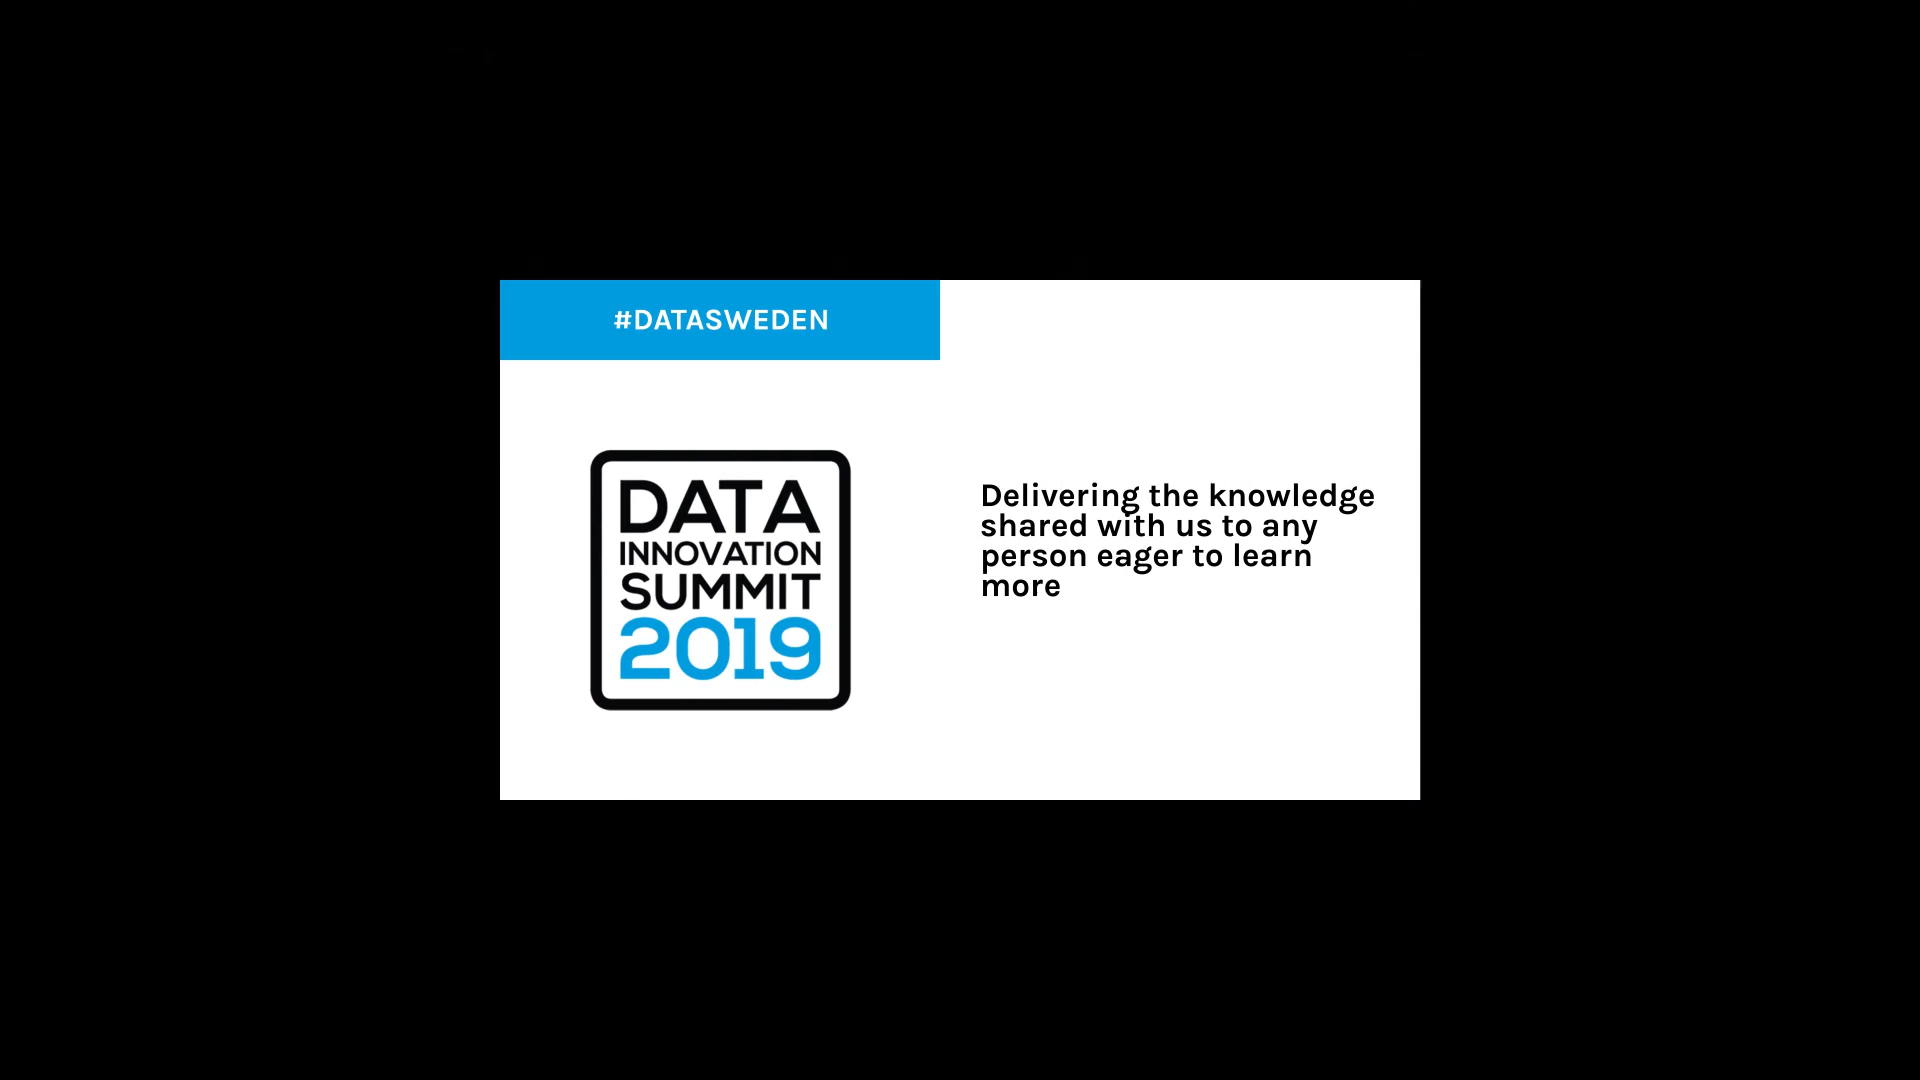 #DATASWEDEN
DATA
INNOVATION
SUMMIT
2019
Delivering the knowledge
shared with us to any
person eager to learn
more